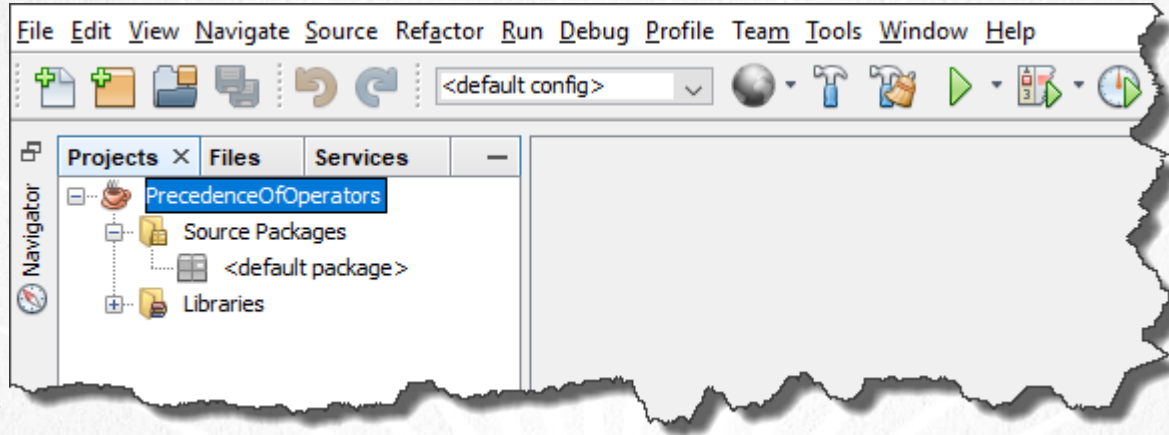 File Edit View Navigate Source Refactor Run Debug Profile Team Tools Window Help
<default config>
Projects Files Services
Navigator
PrecedenceOfOperators
Source Packages
<default package>
Libraries